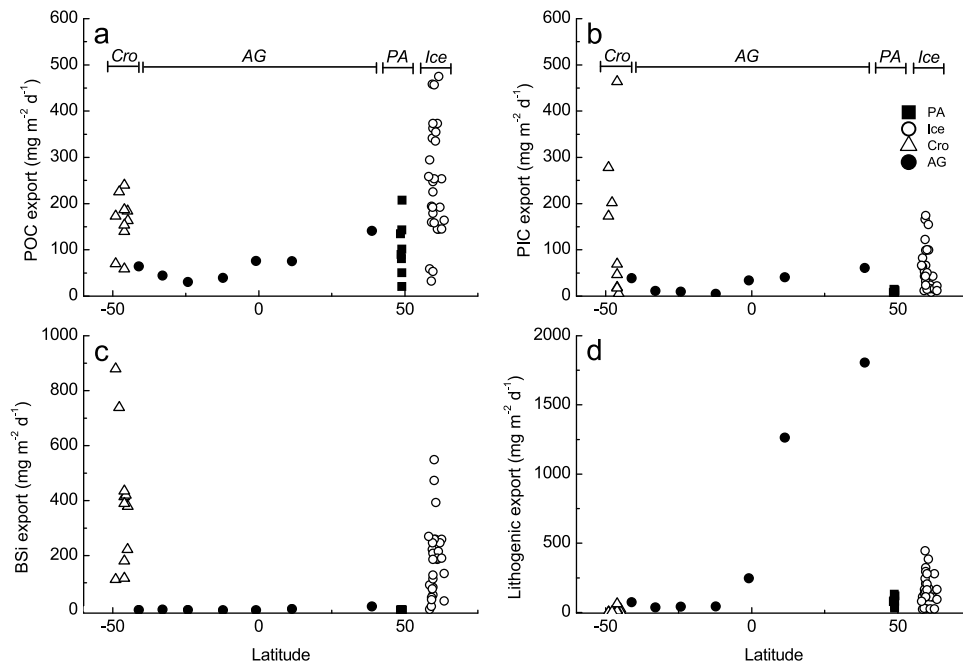 a
Cro AG PA Ice
POC export (mg m⁻² d⁻¹)
600
500
400
300
200
100
0
-50 0 50
b
Cro AG PA Ice
PIC export (mg m⁻² d⁻¹)
600
500
400
300
200
100
0
-50 0 50
PA
Ice
Cro
AG
c
BSi export (mg m⁻² d⁻¹)
1000
800
600
400
200
0
-50 0 50
Latitude
d
Lithogenic export (mg m⁻² d⁻¹)
2000
1500
1000
500
0
-50 0 50
Latitude